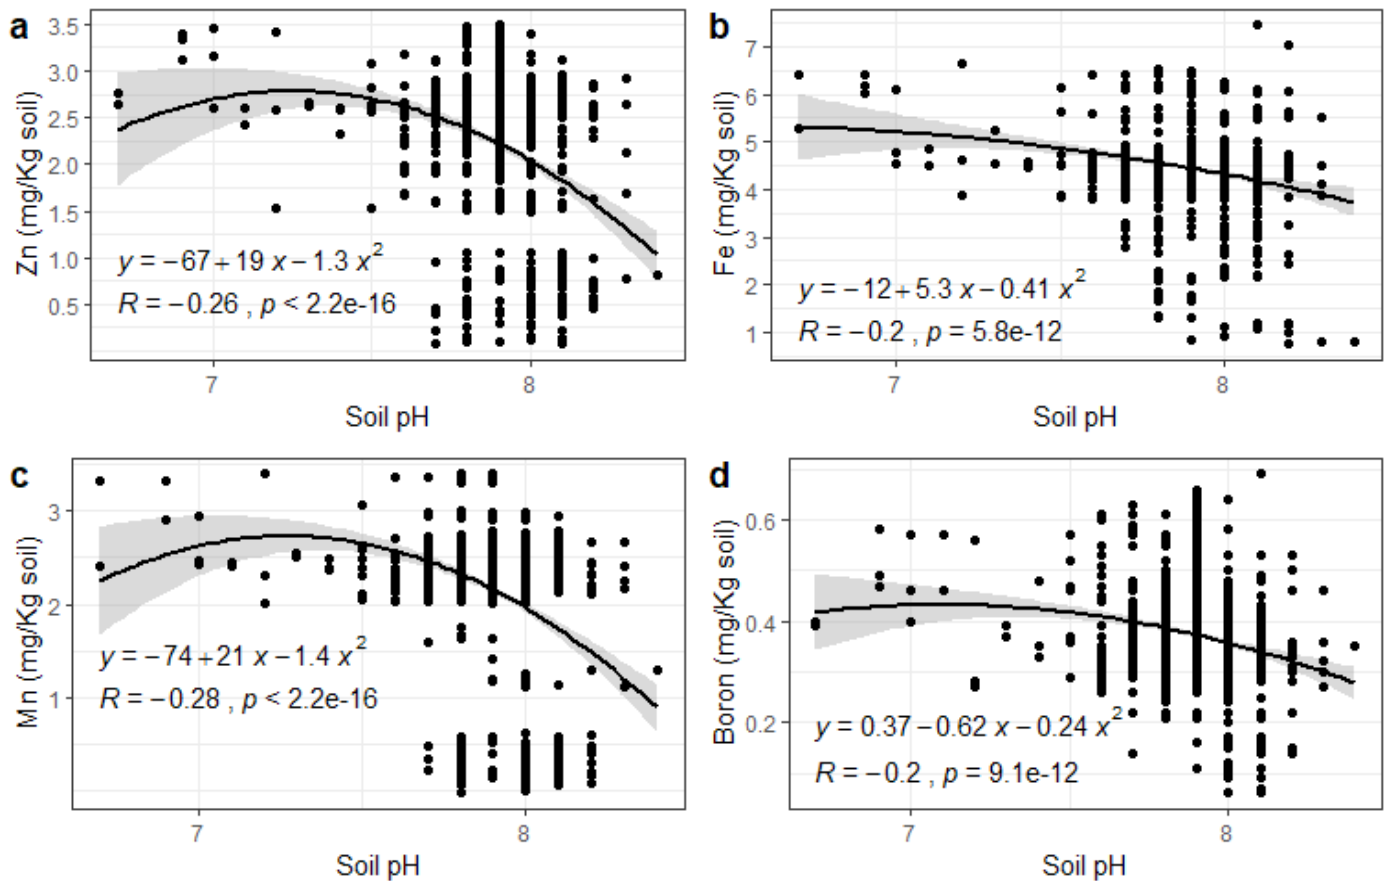 a
Zn (mg/Kg soil)
3.5
3.0
2.5
2.0
1.5
1.0
0.5
y = −67 + 19 x − 1.3 x²
R = −0.26 , p < 2.2e-16
7 8
Soil pH
b
Fe (mg/Kg soil)
7
6
5
4
3
2
1
y = −12 + 5.3 x − 0.41 x²
R = −0.2 , p = 5.8e-12
7 8
Soil pH
c
Mn (mg/Kg soil)
3
2
1
y = −74 + 21 x − 1.4 x²
R = −0.28 , p < 2.2e-16
7 8
Soil pH
d
Boron (mg/Kg soil)
0.6
0.4
0.2
y = 0.37 − 0.62 x − 0.24 x²
R = −0.2 , p = 9.1e-12
7 8
Soil pH